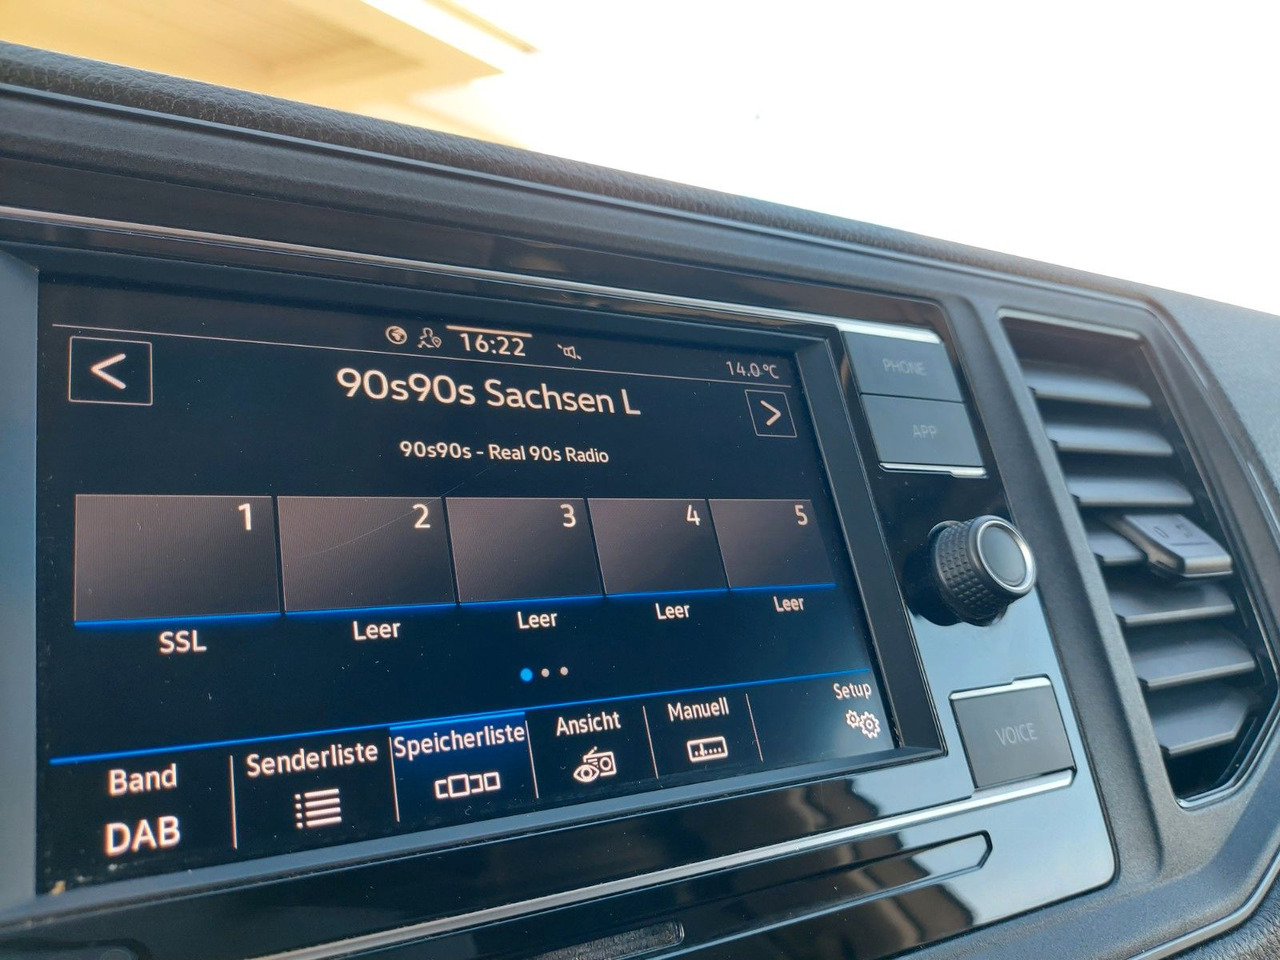 16:22
14.0°C
90s90s Sachsen L
90s90s - Real 90s Radio
1 2 3 4 5
SSL Leer Leer Leer Leer
Band Senderliste Speicherliste Ansicht Manuell Setup
DAB
PHONE
APP
VOICE